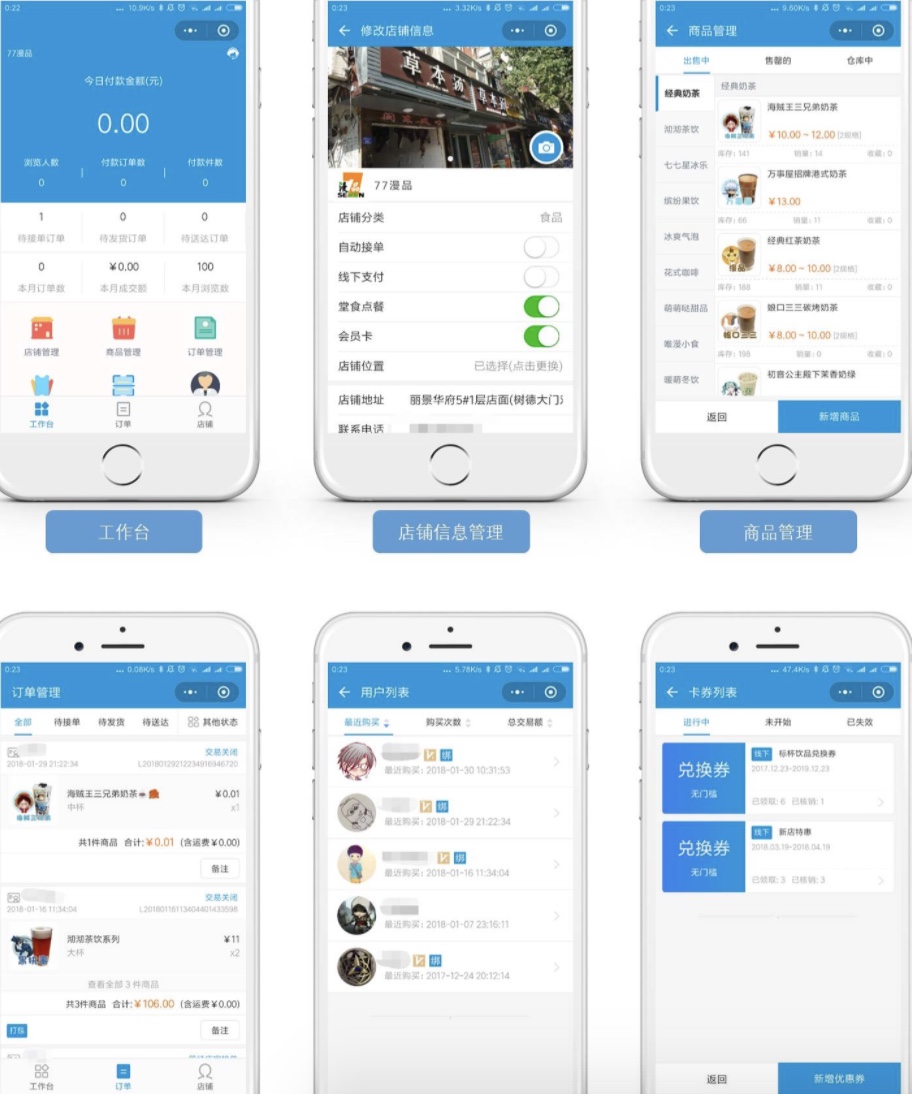 0:22
10.9K/s
77漫品
今日付款金额(元)
0.00
浏览人数
付款订单数
付款件数
0
0
0
1
0
0
待接单订单
待发货订单
待送达订单
0
¥0.00
100
本月订单数
本月成交额
本月浏览数
店铺管理
商品管理
订单管理
工作台
订单
店铺
工作台
0:23
3.32K/s
修改店铺信息
草本汤
草本汤
77漫品
店铺分类
食品
自动接单
线下支付
堂食点餐
会员卡
店铺位置
已选择(点击更换)
店铺地址
丽景华府5#1层店面(树德大门
联系电话
店铺信息管理
0:23
9.60K/s
商品管理
出售中
售罄的
仓库中
经典奶茶
沏沏茶饮
七七星冰乐
缤纷果饮
冰爽气泡
花式咖啡
萌萌哒甜品
唯漫小食
暖萌冬饮
经典奶茶
海贼王三兄弟奶茶
¥10.00 ~ 12.00 [2规格]
库存: 141
销量: 14
收藏: 0
万事屋招牌港式奶茶
¥13.00
库存: 66
销量: 11
收藏: 0
经典红茶奶茶
¥8.00 ~ 10.00 [2规格]
库存: 188
销量: 11
收藏: 0
娘口三三碳烤奶茶
¥8.00 ~ 10.00 [2规格]
库存: 198
销量: 0
收藏: 0
初音公主殿下茉香奶绿
返回
新增商品
商品管理
0:23
0.08K/s
订单管理
全部
待接单
待发货
待送达
其他状态
交易关闭
2018-01-29 21:22:34
L20180129212234916946720
海贼王三兄弟奶茶
¥0.01
中杯
x1
共1件商品 合计:¥0.01 (含运费¥0.00)
备注
交易关闭
2018-01-16 11:34:04
L20180116113404401433598
沏沏茶饮系列
¥11
大杯
x2
查看全部 3 件商品
共3件商品 合计:¥106.00 (含运费¥0.00)
打包
备注
工作台
订单
店铺
0:23
5.78K/s
用户列表
最近购买
购买次数
总交易额
绑
最近购买: 2018-01-30 10:31:53
绑
最近购买: 2018-01-29 21:22:34
绑
最近购买: 2018-01-16 11:34:04
最近购买: 2018-01-07 23:16:11
绑
最近购买: 2017-12-24 20:12:14
0:23
47.4K/s
卡券列表
进行中
未开始
已失效
兑换券
无门槛
线下 标杯饮品兑换券
2017.12.23-2019.12.23
已领取: 6 已核销: 1
兑换券
无门槛
线下 新店特惠
2018.03.19-2018.04.19
已领取: 3 已核销: 3
返回
新增优惠券